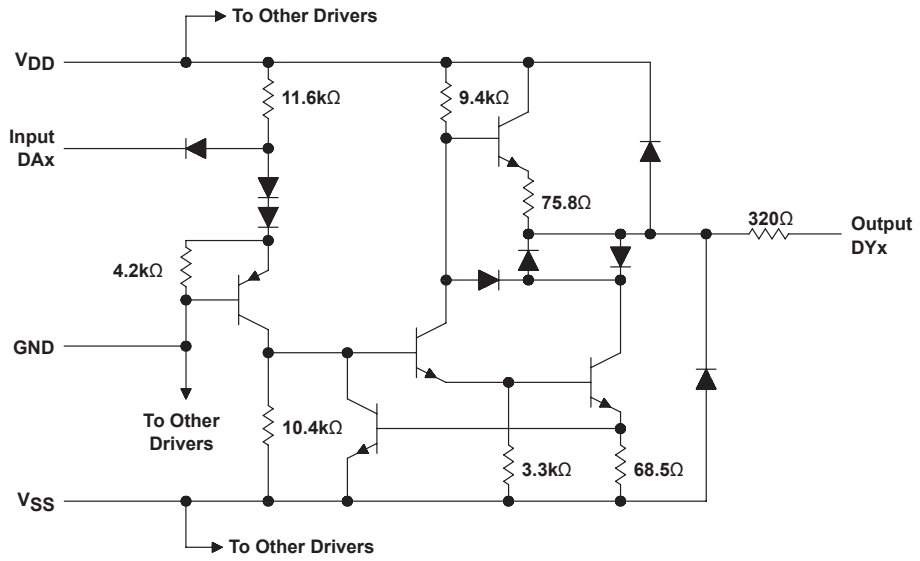 To Other Drivers
VDD
11.6kΩ
9.4kΩ
Input
DAx
75.8Ω
320Ω
Output
DYx
4.2kΩ
GND
To Other
Drivers
10.4kΩ
3.3kΩ
68.5Ω
VSS
To Other Drivers